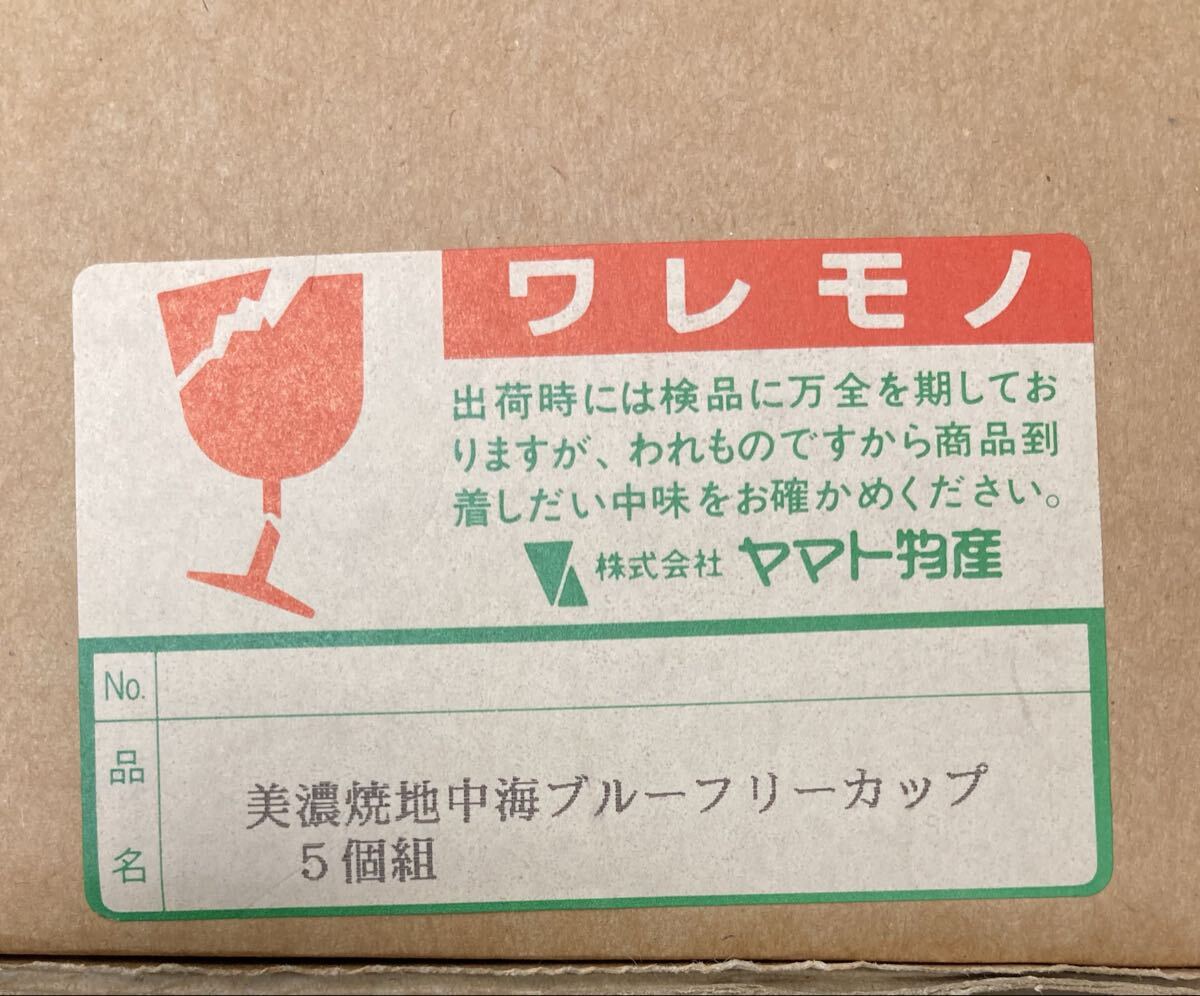 ワレモノ
出荷時には検品に万全を期してお
りますが、われものですから商品到
着しだい中味をお確かめください。
株式会社 ヤマト物産
No.
品名
美濃焼地中海ブルーフリーカップ
５個組